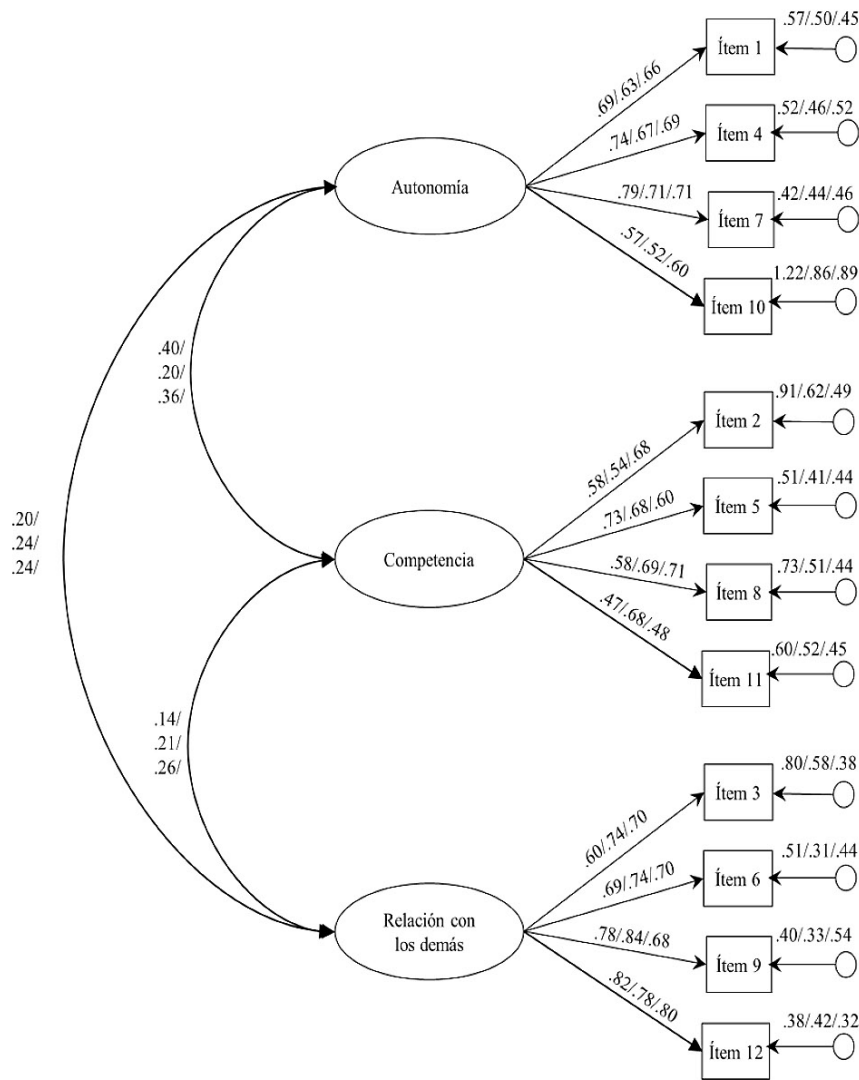 .57/.50/.45
Ítem 1
.69/.63/.66
.52/.46/.52
Ítem 4
.74/.67/.69
Autonomía
.42/.44/.46
Ítem 7
.79/.71/.71
1.22/.86/.89
Ítem 10
.57/.52/.60
.40/
.20/
.36/
.91/.62/.49
Ítem 2
.58/.54/.68
.51/.41/.44
Ítem 5
.73/.68/.60
.20/
.24/
.24/
Competencia
.73/.51/.44
Ítem 8
.58/.69/.71
.60/.52/.45
Ítem 11
.47/.68/.48
.14/
.21/
.26/
.80/.58/.38
Ítem 3
.60/.74/.70
.51/.31/.44
Ítem 6
.69/.74/.70
Relación con
los demás
.40/.33/.54
Ítem 9
.78/.84/.68
.38/.42/.32
Ítem 12
.82/.78/.80